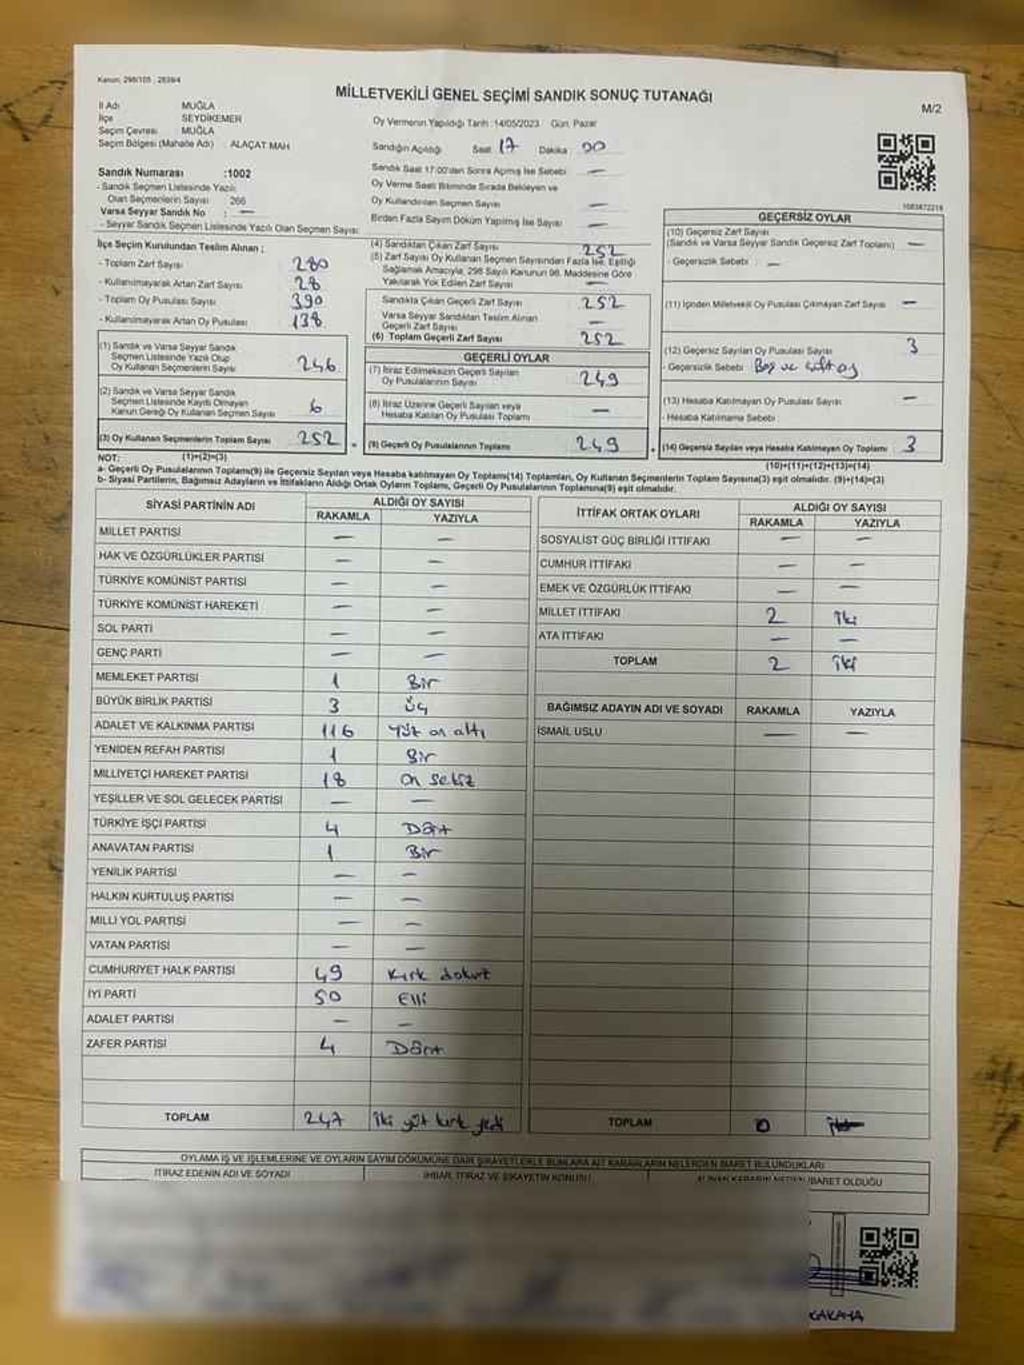 Kanun: 298/105 , 2839/4
MİLLETVEKİLİ GENEL SEÇİMİ SANDIK SONUÇ TUTANAĞI
M/2
İl Adı MUĞLA
İlçe SEYDİKEMER
Seçim Çevresi MUĞLA
Seçim Bölgesi (Mahalle Adı) : ALAÇAT MAH
Oy Vermenin Yapıldığı Tarih :14/05/2023 Gün, Pazar
Sandığın Açıldığı Saat 17 Dakika 00
Sandık Numarası :1002
- Sandık Seçmen Listesinde Yazılı
Olan Seçmenlerin Sayısı 266
Varsa Seyyar Sandık No : —
- Seyyar Sandık Seçmen Listesinde Yazılı Olan Seçmen Sayısı:
Sandık Saat 17:00'den Sonra Açılmış İse Sebebi —
Oy Verme Saati Bitiminde Sırada Bekleyen ve
Oy Kullandırılan Seçmen Sayısı —
Birden Fazla Sayım Döküm Yapılmış İse Sayısı —
1083472218
İlçe Seçim Kurulundan Teslim Alınan ;
- Toplam Zarf Sayısı 280
- Kullanılmayarak Artan Zarf Sayısı 28
- Toplam Oy Pusulası Sayısı 390
- Kullanılmayarak Artan Oy Pusulası 138
(1) Sandık ve Varsa Seyyar Sandık
Seçmen Listesinde Yazılı Olup
Oy Kullanan Seçmenlerin Sayısı 246
(2) Sandık ve Varsa Seyyar Sandık
Seçmen Listesinde Kayıtlı Olmayan
Kanun Gereği Oy Kullanan Seçmen Sayısı 6
(3) Oy Kullanan Seçmenlerin Toplam Sayısı 252
(4) Sandıktan Çıkan Zarf Sayısı 252
(5) Zarf Sayısı Oy Kullanan Seçmen Sayısından Fazla İse, Eşitliği
Sağlamak Amacıyla, 298 Sayılı Kanunun 98. Maddesine Göre
Yakılarak Yok Edilen Zarf Sayısı —
Sandıkta Çıkan Geçerli Zarf Sayısı 252
Varsa Seyyar Sandıktan Teslim Alınan
Geçerli Zarf Sayısı —
(6) Toplam Geçerli Zarf Sayısı 252
GEÇERLİ OYLAR
(7) İtiraz Edilmeksizin Geçerli Sayılan
Oy Pusulalarının Sayısı 249
(8) İtiraz Üzerine Geçerli Sayılan veya
Hesaba Katılan Oy Pusulası Toplamı —
(9) Geçerli Oy Pusulalarının Toplamı 249
GEÇERSİZ OYLAR
(10) Geçersiz Zarf Sayısı
(Sandık ve Varsa Seyyar Sandık Geçersiz Zarf Toplamı) —
- Geçersizlik Sebebi : —
(11) İçinden Milletvekili Oy Pusulası Çıkmayan Zarf Sayısı —
(12) Geçersiz Sayılan Oy Pusulası Sayısı 3
- Geçersizlik Sebebi Boş ve çift oy
(13) Hesaba Katılmayan Oy Pusulası Sayısı —
- Hesaba Katılmama Sebebi :
(14) Geçersiz Sayılan veya Hesaba Katılmayan Oy Toplamı 3
NOT: (1)+(2)=(3)
(10)+(11)+(12)+(13)=(14)
a- Geçerli Oy Pusulalarının Toplamı(9) ile Geçersiz Sayılan veya Hesaba katılmayan Oy Toplamı(14) Toplamları, Oy Kullanan Seçmenlerin Toplam Sayısına(3) eşit olmalıdır. (9)+(14)=(3)
b- Siyasi Partilerin, Bağımsız Adayların ve İttifakların Aldığı Ortak Oyların Toplamı, Geçerli Oy Pusulalarının Toplamına(9) eşit olmalıdır.
SİYASİ PARTİNİN ADI ALDIĞI OY SAYISI
RAKAMLA YAZIYLA
MİLLET PARTİSİ — —
HAK VE ÖZGÜRLÜKLER PARTİSİ — —
TÜRKİYE KOMÜNİST PARTİSİ — —
TÜRKİYE KOMÜNİST HAREKETİ — —
SOL PARTİ — —
GENÇ PARTİ — —
MEMLEKET PARTİSİ 1 Bir
BÜYÜK BİRLİK PARTİSİ 3 Üç
ADALET VE KALKINMA PARTİSİ 116 Yüz on altı
YENİDEN REFAH PARTİSİ 1 Bir
MİLLİYETÇİ HAREKET PARTİSİ 18 On sekiz
YEŞİLLER VE SOL GELECEK PARTİSİ — —
TÜRKİYE İŞÇİ PARTİSİ 4 Dört
ANAVATAN PARTİSİ 1 Bir
YENİLİK PARTİSİ — —
HALKIN KURTULUŞ PARTİSİ — —
MİLLİ YOL PARTİSİ — —
VATAN PARTİSİ — —
CUMHURİYET HALK PARTİSİ 49 Kırk dokuz
İYİ PARTİ 50 Elli
ADALET PARTİSİ — —
ZAFER PARTİSİ 4 Dört
TOPLAM 247 iki yüz kırk yedi
İTTİFAK ORTAK OYLARI ALDIĞI OY SAYISI
RAKAMLA YAZIYLA
SOSYALİST GÜÇ BİRLİĞİ İTTİFAKI — —
CUMHUR İTTİFAKI — —
EMEK VE ÖZGÜRLÜK İTTİFAKI — —
MİLLET İTTİFAKI 2 İki
ATA İTTİFAKI — —
TOPLAM 2 iki
BAĞIMSIZ ADAYIN ADI VE SOYADI RAKAMLA YAZIYLA
İSMAİL USLU — —
TOPLAM 0
OYLAMA İŞ VE İŞLEMLERİNE VE OYLARIN SAYIM DÖKÜMÜNE DAİR ŞİKAYETLERLE BUNLARA AİT KARARLARIN NELERDEN İBARET BULUNDUKLARI
İTİRAZ EDENİN ADI VE SOYADI İHBAR, İTİRAZ VE ŞİKAYETİN KONUSU İBARET OLDUĞU